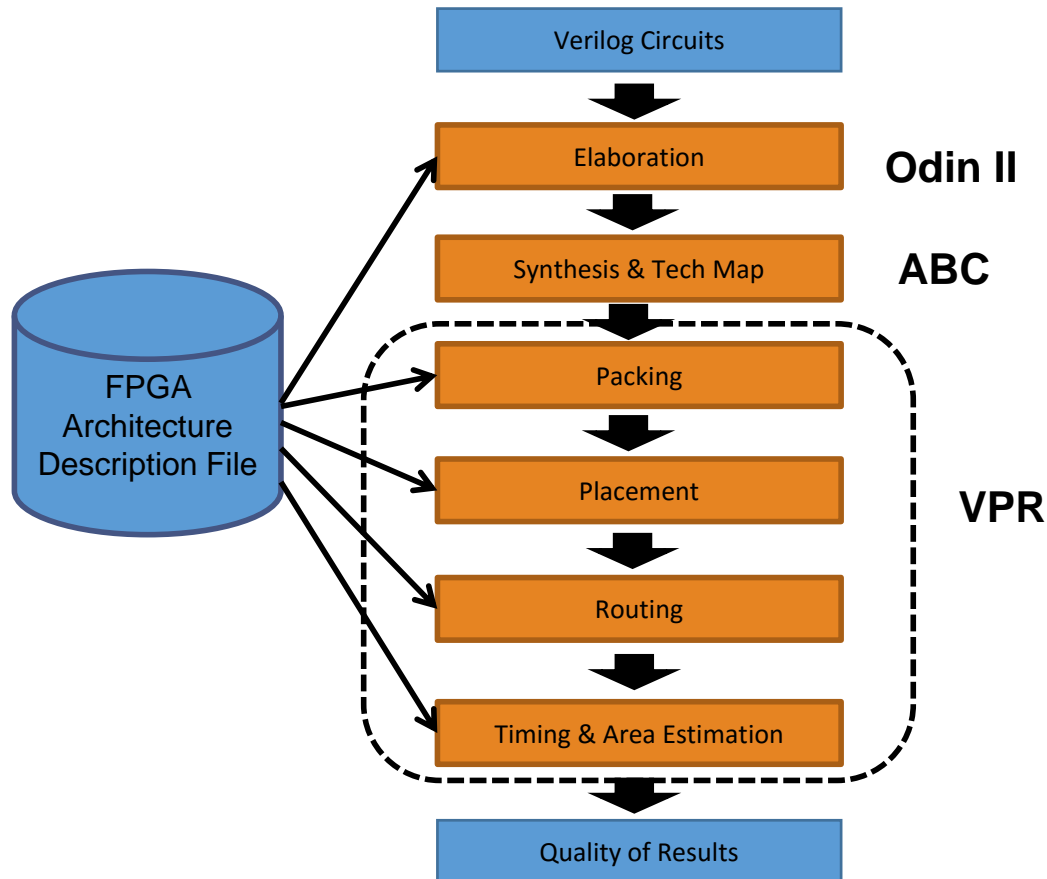 Verilog Circuits
Elaboration
Odin II
Synthesis & Tech Map
ABC
FPGA
Architecture
Description File
Packing
Placement
VPR
Routing
Timing & Area Estimation
Quality of Results